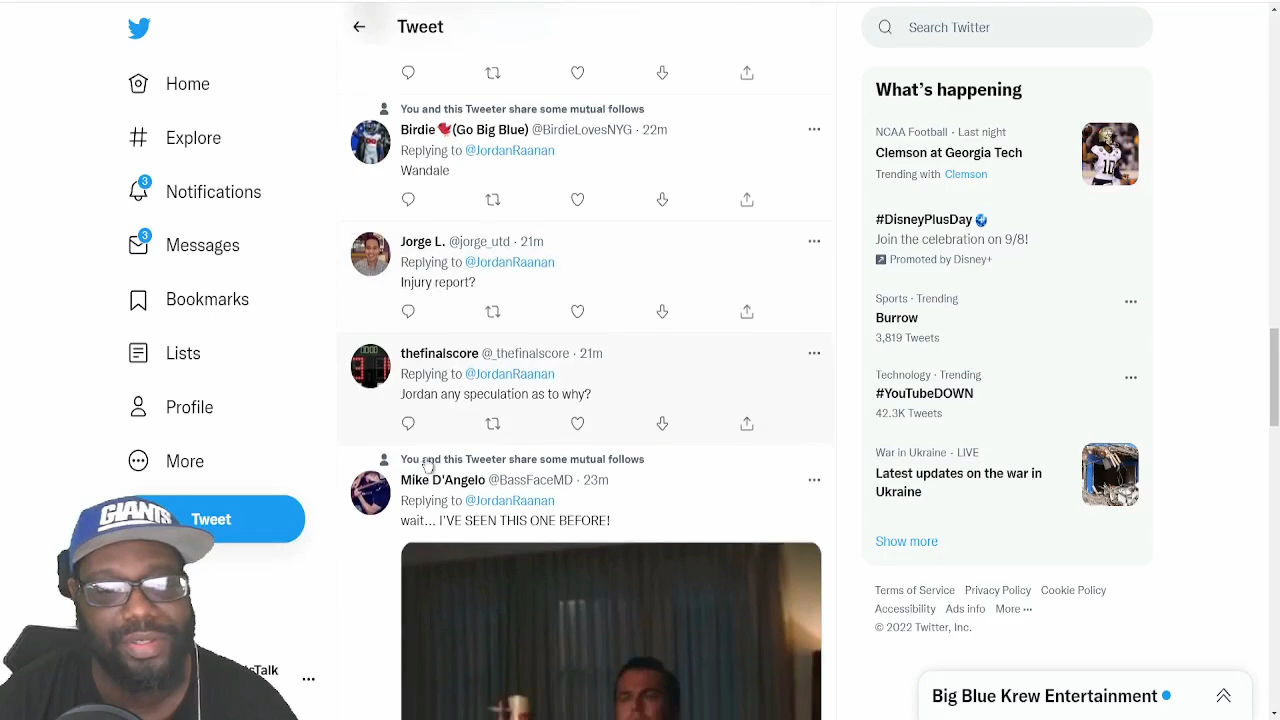 Tweet
Search Twitter
Home
Explore
3
Notifications
3
Messages
Bookmarks
Lists
Profile
More
Tweet
sTalk
GIANTS
You and this Tweeter share some mutual follows
Birdie (Go Big Blue) @BirdieLovesNYG · 22m
Replying to @JordanRaanan
Wandale
Jorge L. @jorge_utd · 21m
Replying to @JordanRaanan
Injury report?
thefinalscore @_thefinalscore · 21m
Replying to @JordanRaanan
Jordan any speculation as to why?
You and this Tweeter share some mutual follows
Mike D'Angelo @BassFaceMD · 23m
Replying to @JordanRaanan
wait... I'VE SEEN THIS ONE BEFORE!
What's happening
NCAA Football · Last night
Clemson at Georgia Tech
Trending with Clemson
#DisneyPlusDay
Join the celebration on 9/8!
Promoted by Disney+
Sports · Trending
Burrow
3,819 Tweets
Technology · Trending
#YouTubeDOWN
42.3K Tweets
War in Ukraine · LIVE
Latest updates on the war in
Ukraine
Show more
Terms of Service Privacy Policy Cookie Policy
Accessibility Ads info More ···
© 2022 Twitter, Inc.
Big Blue Krew Entertainment